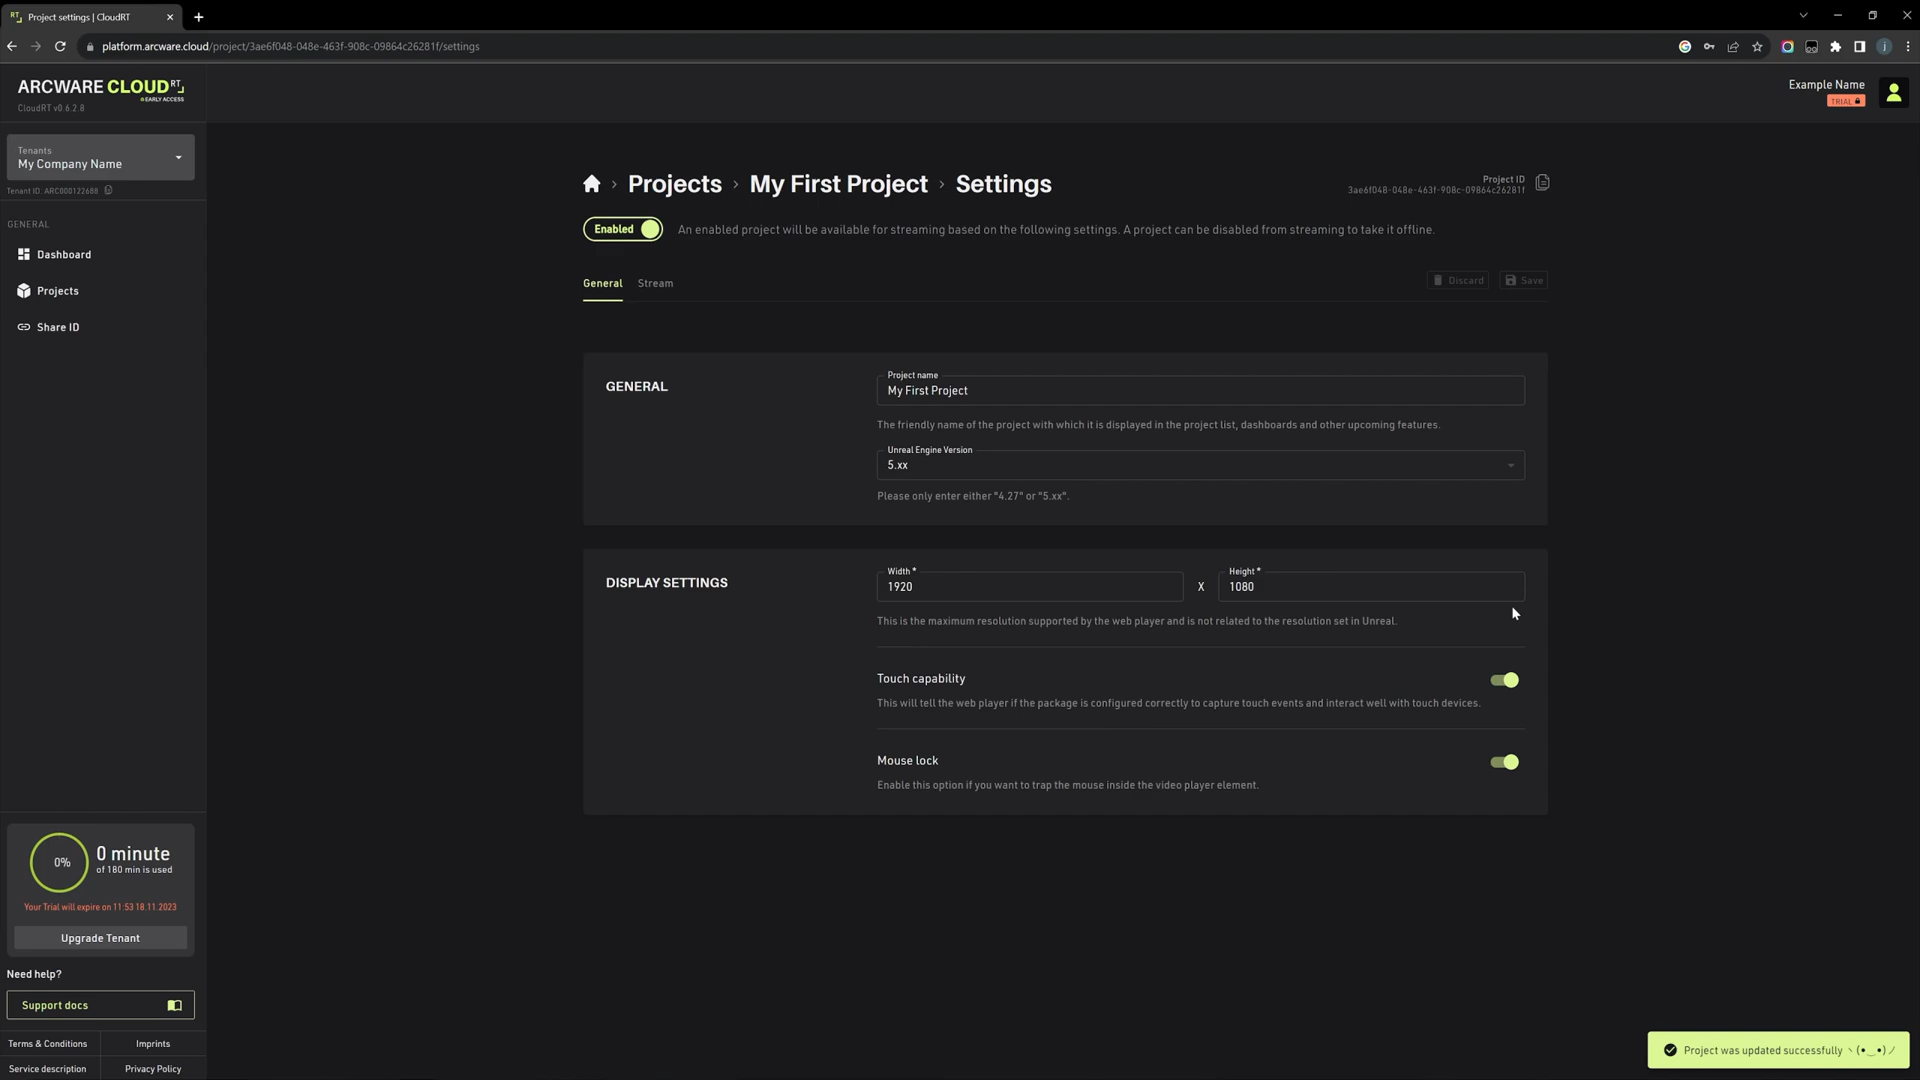 Project settings | CloudRT
platform.arcware.cloud/project/3ae6f048-048e-463f-908c-09864c26281f/settings
j
ARCWARE CLOUD RT
EARLY ACCESS
CloudRT v0.6.2.8
Example Name
TRIAL
Tenants
My Company Name
Tenant ID: ARC000122688
GENERAL
Dashboard
Projects
Share ID
Projects › My First Project › Settings
Project ID
3ae6f048-048e-463f-908c-09864c26281f
Enabled
An enabled project will be available for streaming based on the following settings. A project can be disabled from streaming to take it offline.
General
Stream
Discard
Save
GENERAL
Project name
My First Project
The friendly name of the project with which it is displayed in the project list, dashboards and other upcoming features.
Unreal Engine Version
5.xx
Please only enter either "4.27" or "5.xx".
DISPLAY SETTINGS
Width *
1920
X
Height *
1080
This is the maximum resolution supported by the web player and is not related to the resolution set in Unreal.
Touch capability
This will tell the web player if the package is configured correctly to capture touch events and interact well with touch devices.
Mouse lock
Enable this option if you want to trap the mouse inside the video player element.
0%
0 minute
of 180 min is used
Your Trial will expire on 11:53 18.11.2023
Upgrade Tenant
Need help?
Support docs
Terms & Conditions
Imprints
Service description
Privacy Policy
Project was updated successfully ヽ(•‿•)ノ